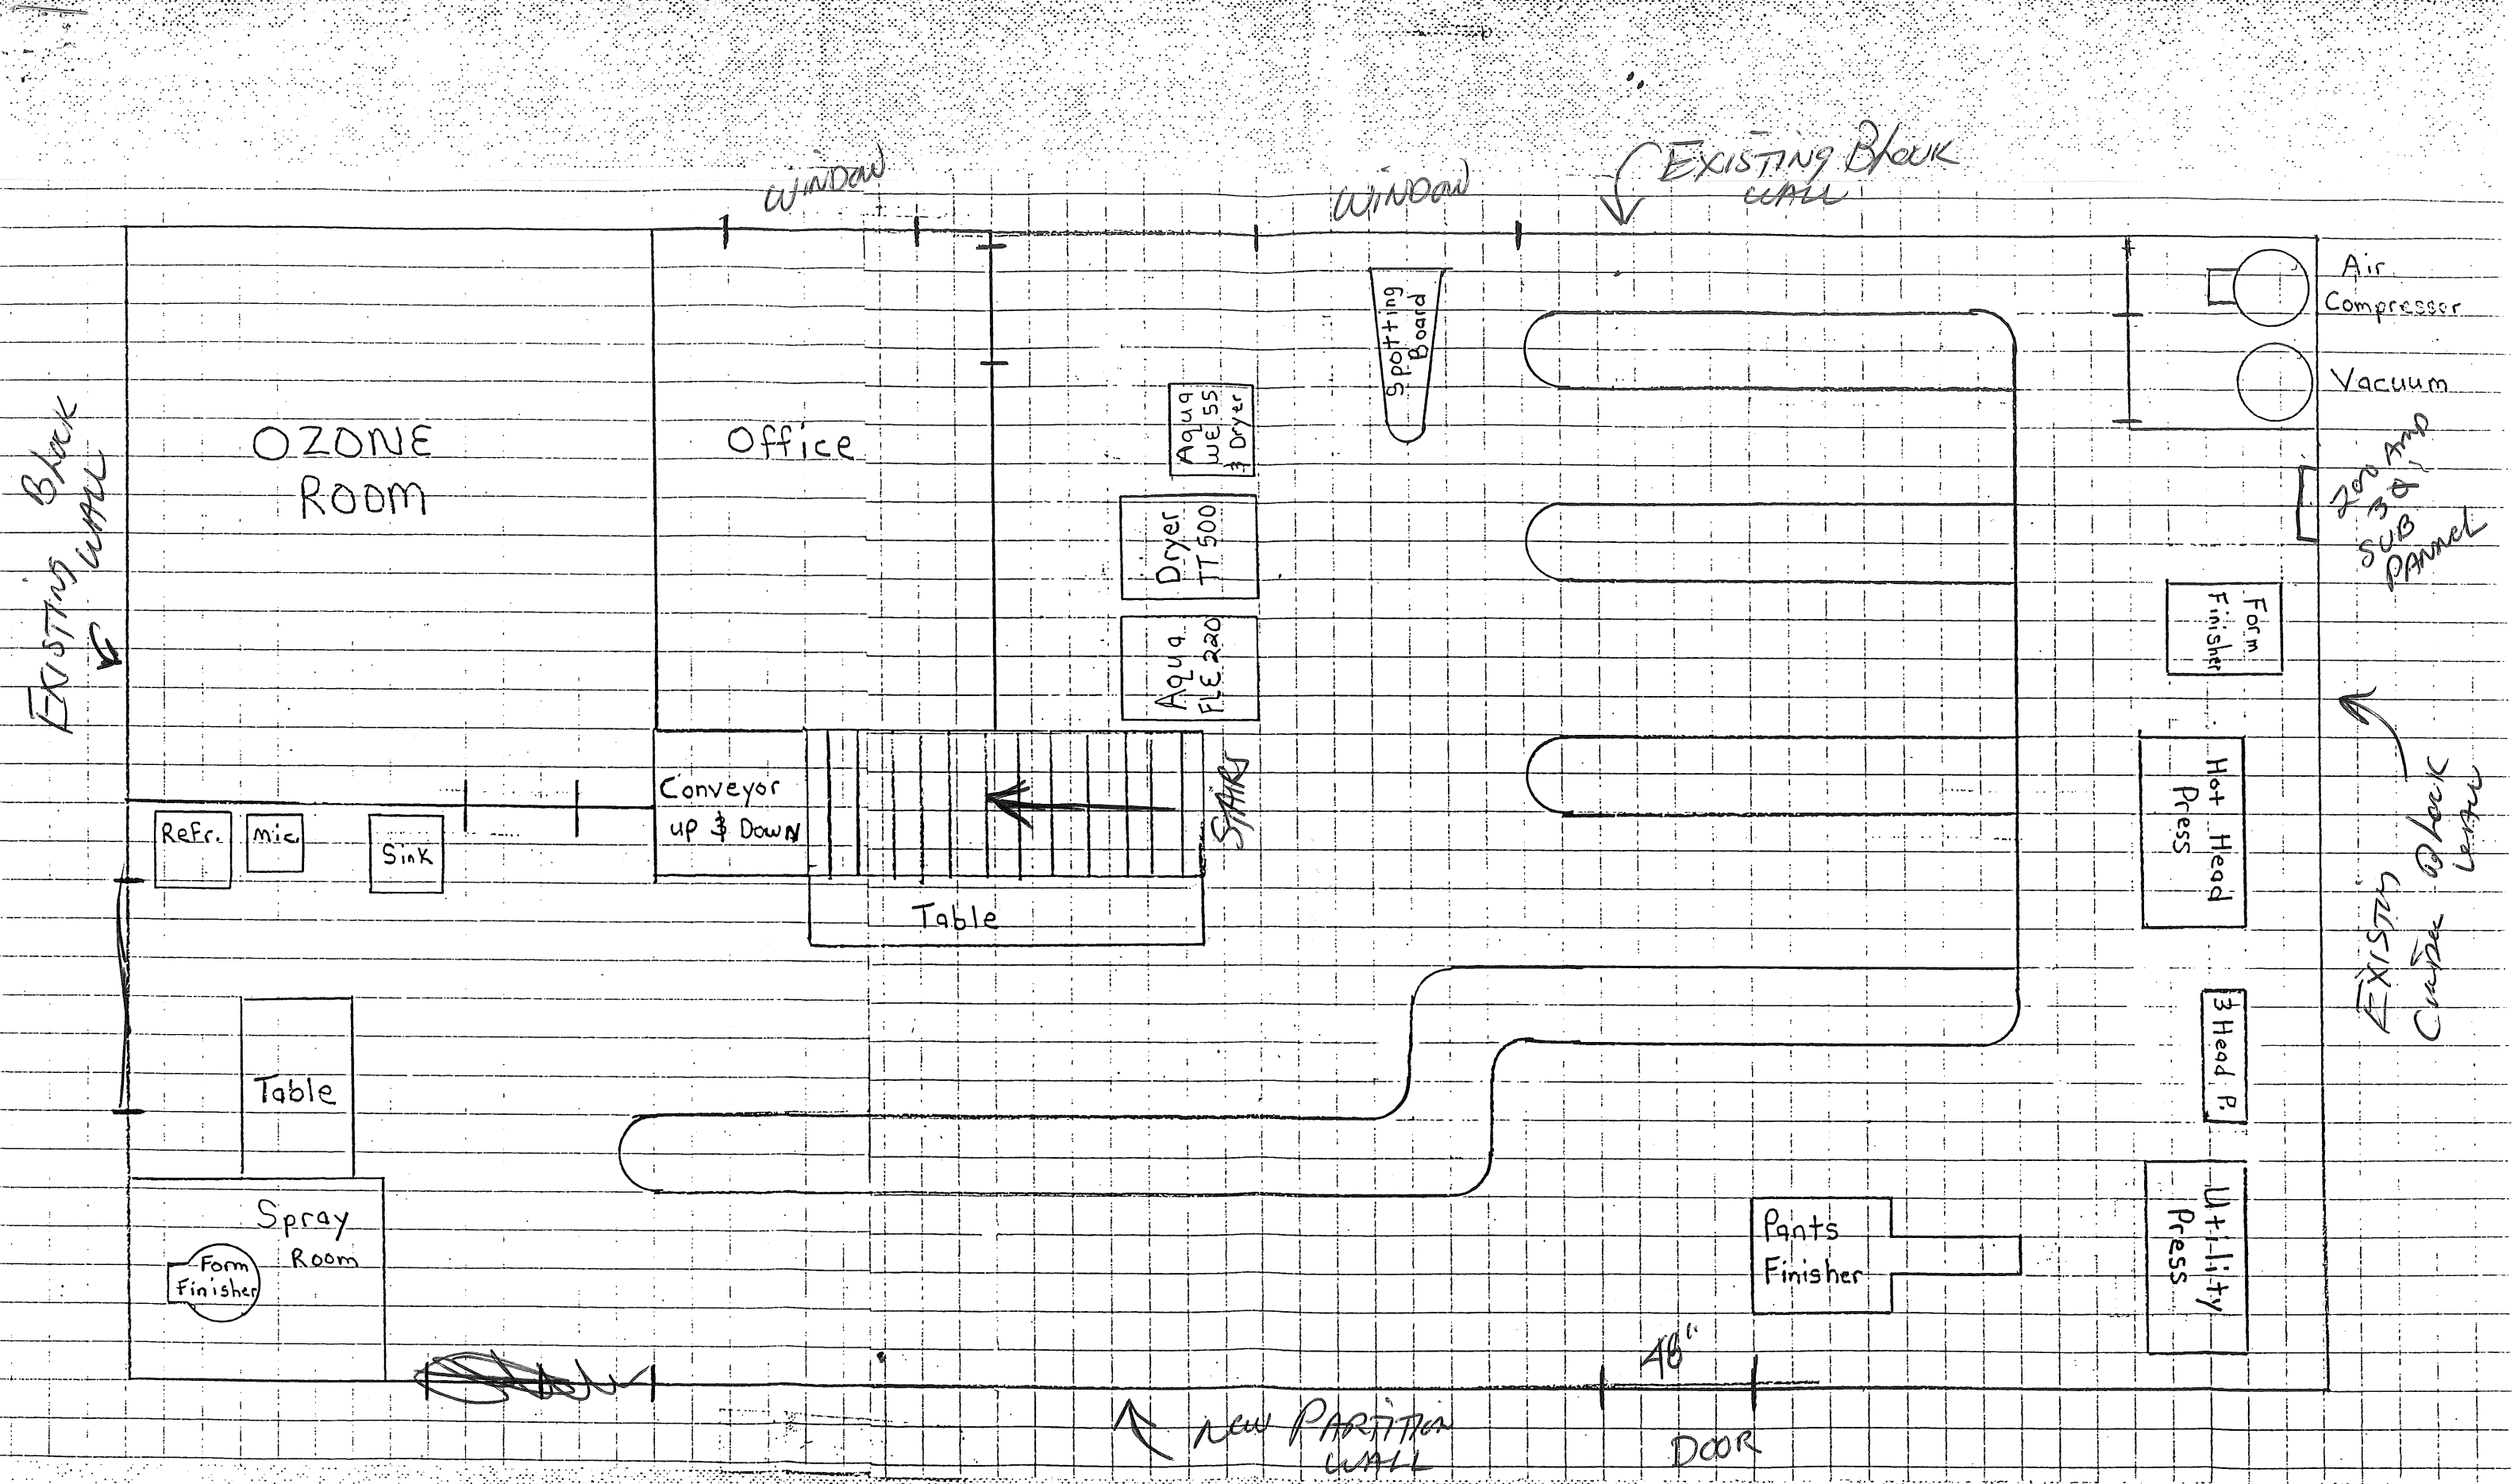 WINDOW
WINDOW
EXISTING Block
WALL
Air
Compressor
Vacuum
Spotting
Board
Aqua
WE 55
& Dryer
OZONE
ROOM
Office
EXISTING Block
WALL
200 AMP
3 Ø
SUB
PANNEL
Dryer
TT 500
Form
Finisher
Aqua
FLE 220
Conveyor
up & DOWN
STAIRS
Hot Head
Press
Refr.
Mic
Sink
Table
EXISTING
Block
WALL
3 Head P.
Table
Spray
Room
Form
Finisher
Pants
Finisher
Utility
Press
48"
NEW PARTITION
WALL
DOOR